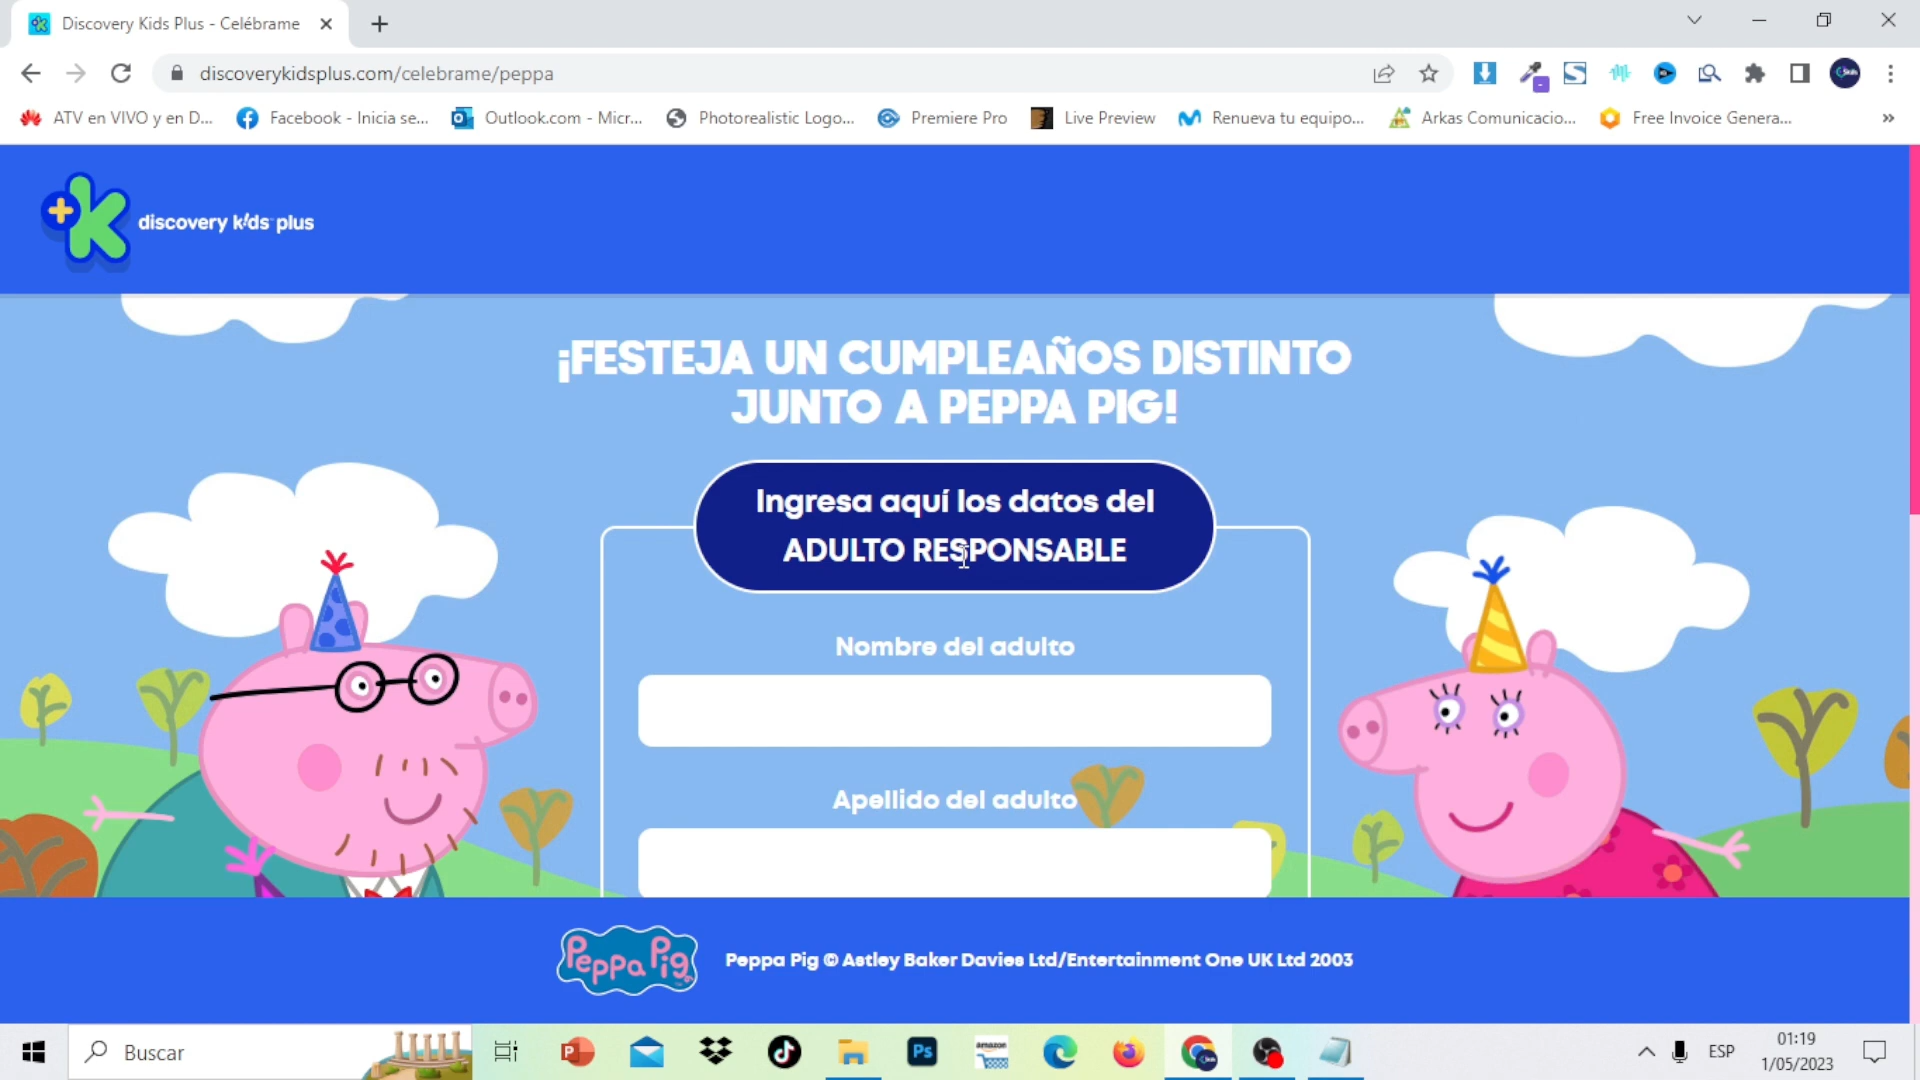 Discovery Kids Plus - Celébrame
discoverykidsplus.com/celebrame/peppa
ATV en VIVO y en D...
Facebook - Inicia se...
Outlook.com - Micr...
Photorealistic Logo...
Premiere Pro
Live Preview
Renueva tu equipo...
Arkas Comunicacio...
Free Invoice Genera...
»
discovery kids plus
¡FESTEJA UN CUMPLEAÑOS DISTINTO
JUNTO A PEPPA PIG!
Ingresa aquí los datos del
ADULTO RESPONSABLE
Nombre del adulto
Apellido del adulto
Peppa Pig
Peppa Pig © Astley Baker Davies Ltd/Entertainment One UK Ltd 2003
Buscar
Ps
amazon
ESP
01:19
1/05/2023